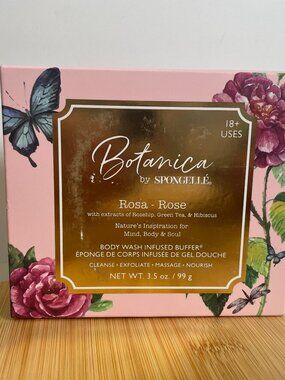 18+
USES
Botanica
by SPONGELLÉ.
Rosa - Rose
with extracts of Rosehip, Green Tea, & Hibiscus
Nature's Inspiration for
Mind, Body & Soul
BODY WASH INFUSED BUFFER®
ÉPONGE DE CORPS INFUSÉE DE GEL DOUCHE
CLEANSE • EXFOLIATE • MASSAGE • NOURISH
NET WT. 3.5 oz. / 99 g